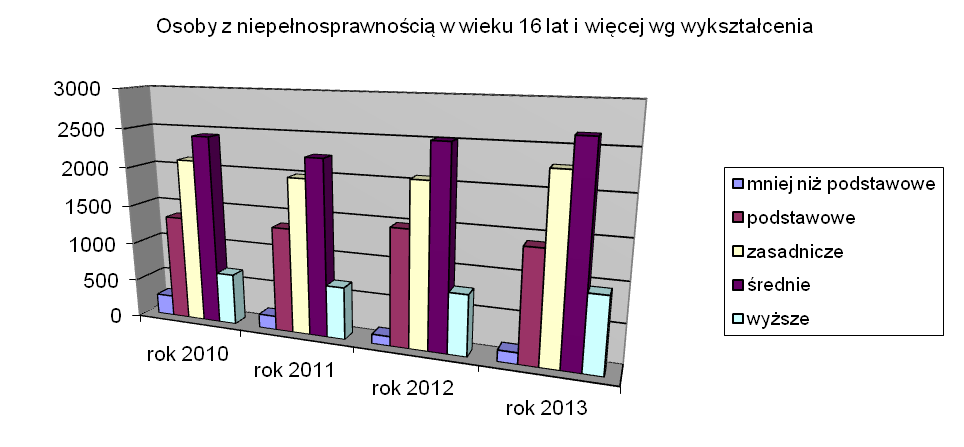 Osoby z niepełnosprawnością w wieku 16 lat i więcej wg wykształcenia
3000
2500
2000
1500
1000
500
0
rok 2010
rok 2011
rok 2012
rok 2013
mniej niż podstawowe
podstawowe
zasadnicze
średnie
wyższe